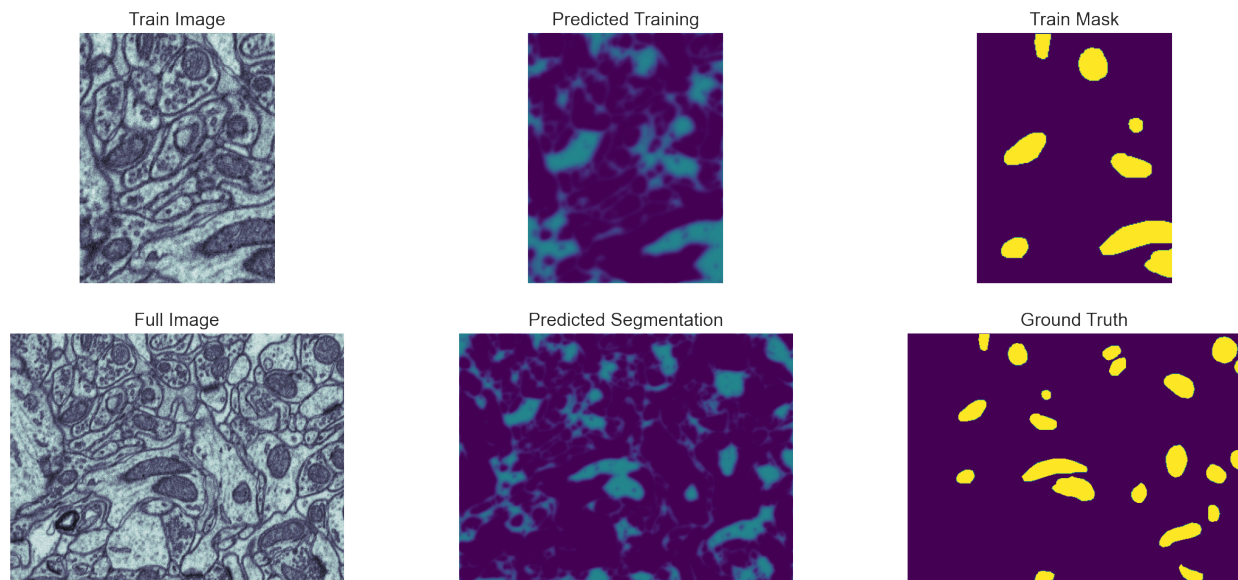 Train Image
Predicted Training
Train Mask
Full Image
Predicted Segmentation
Ground Truth